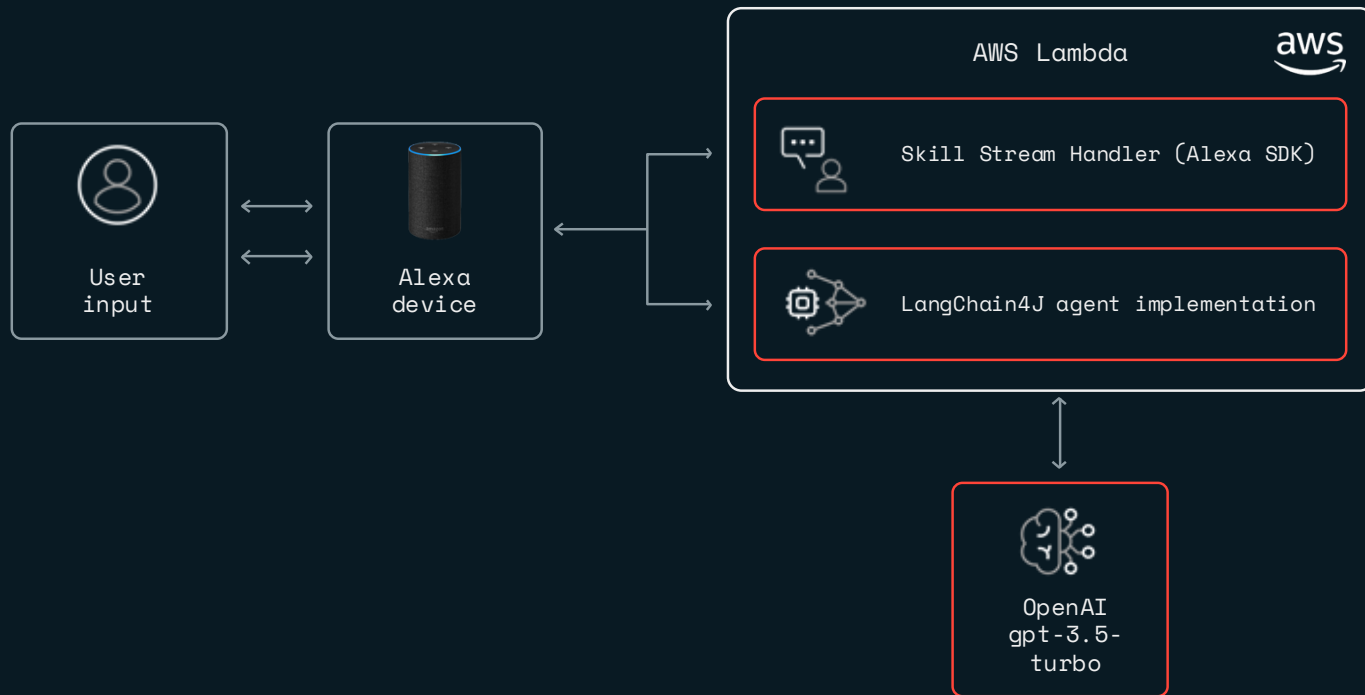 AWS Lambda
aws
Skill Stream Handler (Alexa SDK)
User
input
Alexa
device
LangChain4J agent implementation
OpenAI
gpt-3.5-
turbo